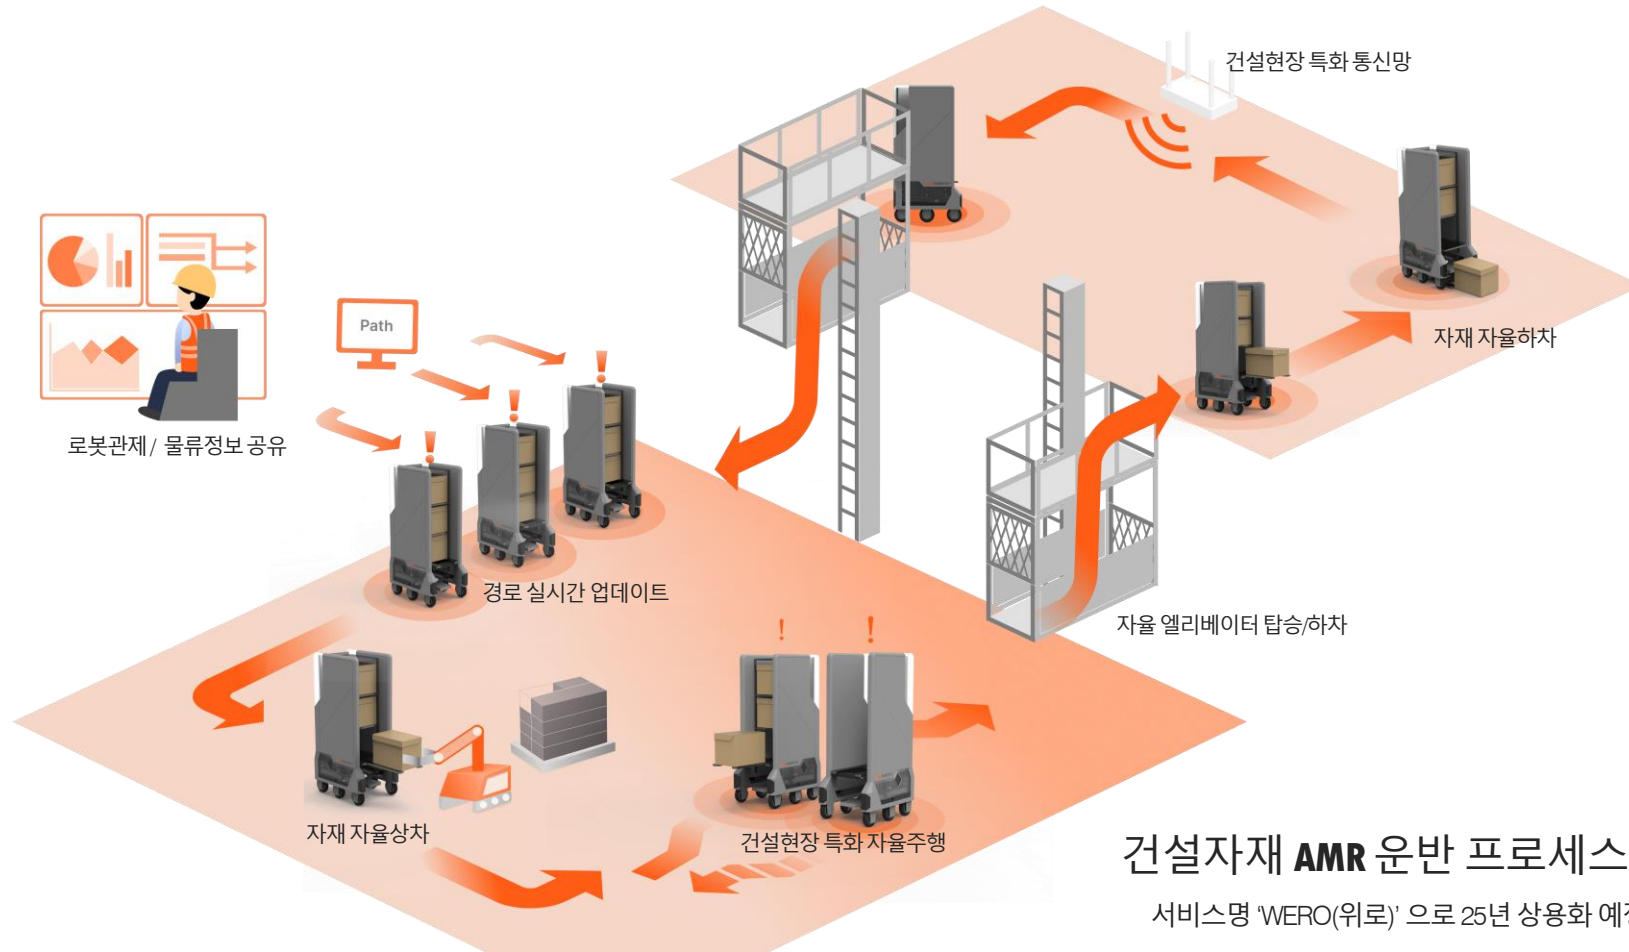 건설현장 특화 통신망
Path
자재 자율하차
로봇관제 / 물류정보 공유
경로 실시간 업데이트
자율 엘리베이터 탑승/하차
자재 자율상차
건설현장 특화 자율주행
건설자재 AMR 운반 프로세스
서비스명 ‘WERO(위로)’ 으로 25년 상용화